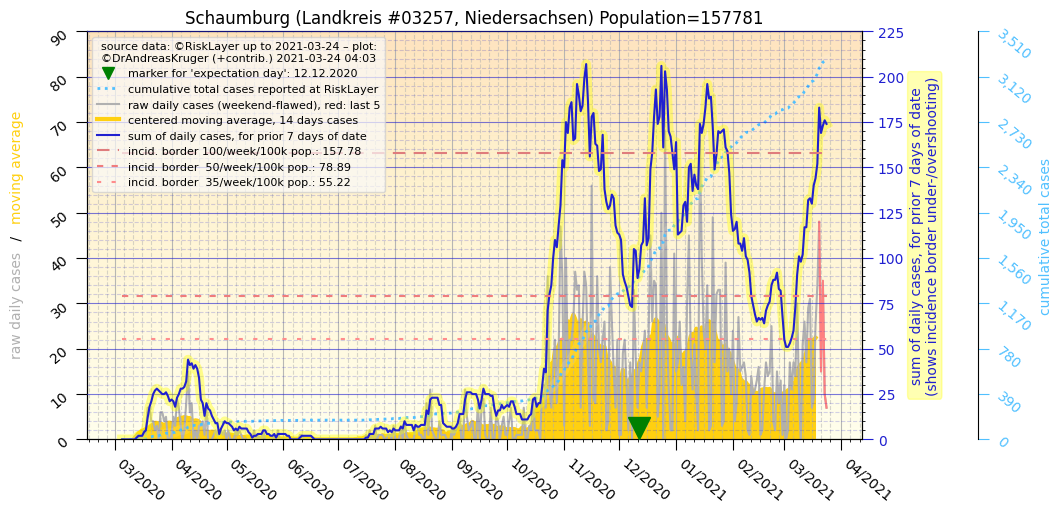 Schaumburg (Landkreis #03257, Niedersachsen) Population=157781
source data: ©RiskLayer up to 2021-03-24 – plot:
©DrAndreasKruger (+contrib.) 2021-03-24 04:03
marker for 'expectation day': 12.12.2020
cumulative total cases reported at RiskLayer
raw daily cases (weekend-flawed), red: last 5
centered moving average, 14 days cases
sum of daily cases, for prior 7 days of date
incid. border 100/week/100k pop.: 157.78
incid. border  50/week/100k pop.: 78.89
incid. border  35/week/100k pop.: 55.22
raw daily cases / moving average
90
80
70
60
50
40
30
20
10
0
225
200
175
150
125
100
75
50
25
0
sum of daily cases, for prior 7 days of date
(shows incidence border under-/overshooting)
3,510
3,120
2,730
2,340
1,950
1,560
1,170
780
390
0
cumulative total cases
03/2020
04/2020
05/2020
06/2020
07/2020
08/2020
09/2020
10/2020
11/2020
12/2020
01/2021
02/2021
03/2021
04/2021